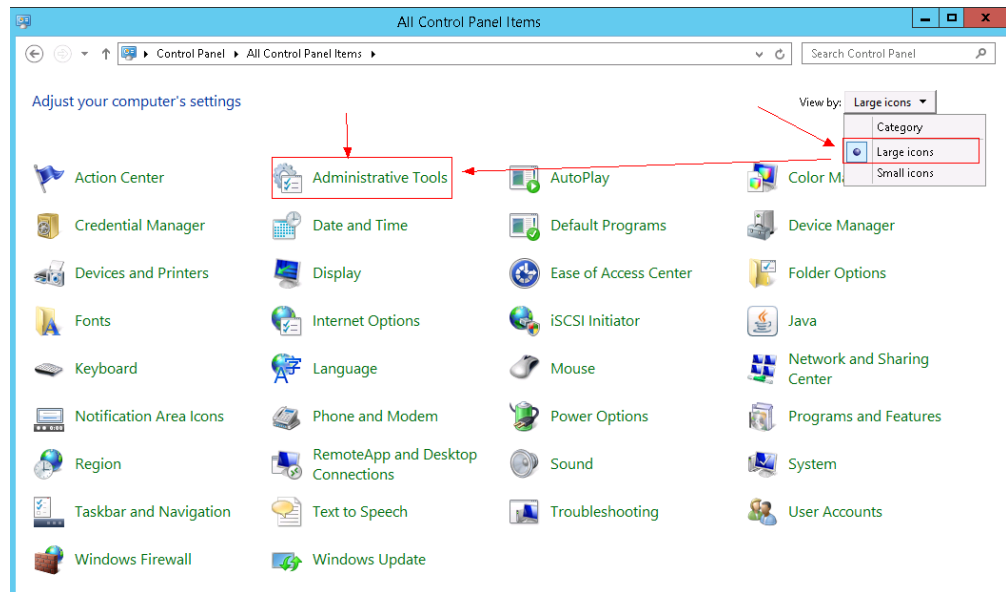 All Control Panel Items
Control Panel All Control Panel Items
Search Control Panel
Adjust your computer's settings
View by: Large icons
Category
Large icons
Small icons
Action Center
Administrative Tools
AutoPlay
Color M
Credential Manager
Date and Time
Default Programs
Device Manager
Devices and Printers
Display
Ease of Access Center
Folder Options
Fonts
Internet Options
iSCSI Initiator
Java
Keyboard
Language
Mouse
Network and Sharing
Center
Notification Area Icons
Phone and Modem
Power Options
Programs and Features
Region
RemoteApp and Desktop
Connections
Sound
System
Taskbar and Navigation
Text to Speech
Troubleshooting
User Accounts
Windows Firewall
Windows Update